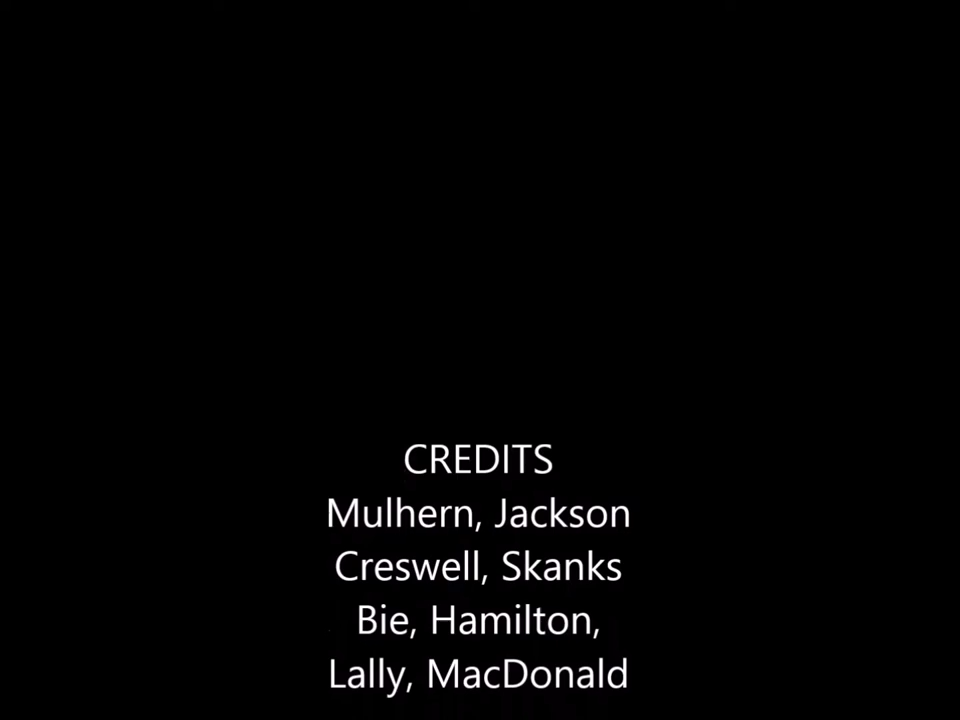 CREDITS
Mulhern, Jackson
Creswell, Skanks
Bie, Hamilton,
Lally, MacDonald